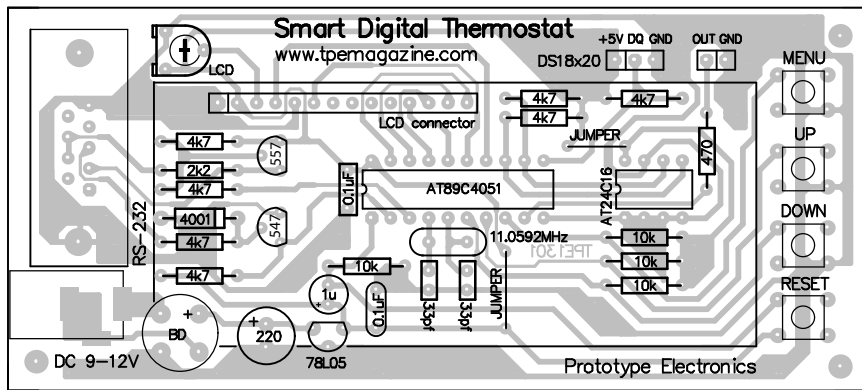 Smart Digital Thermostat
www.tpemagazine.com
+5V DQ GND
OUT GND
DS18x20
MENU
LCD
LCD connector
4k7
4k7
4k7
JUMPER
470
UP
4k7
2k2
4k7
4001
4k7
4k7
557
547
0.1uF
AT89C4051
AT24C16
RS-232
DOWN
11.0592MHz
TPE1301
10k
10k
10k
10k
JUMPER
RESET
1u
+
0.1uF
33pf
33pf
+
BD
+
220
78L05
DC 9-12V
Prototype Electronics